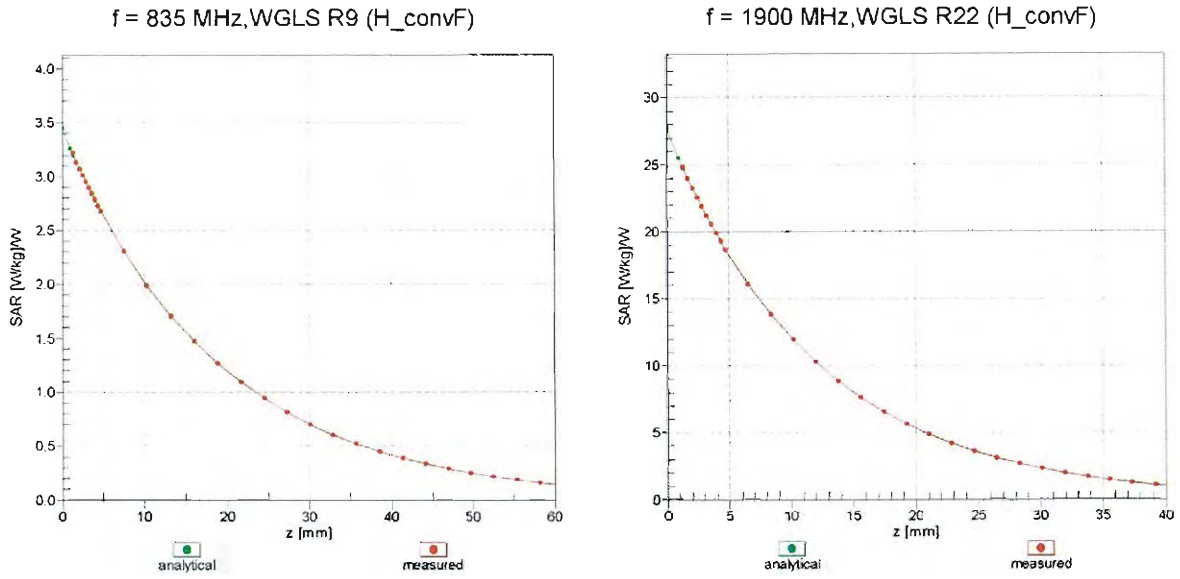 f = 835 MHz,WGLS R9 (H_convF)
4.0
3.5
3.0
2.5
2.0
1.5
1.0
0.5
0.0
SAR [W/kg]/W
0 10 20 30 40 50 60
z [mm]
analytical measured
f = 1900 MHz,WGLS R22 (H_convF)
30
25
20
15
10
5
0
SAR [W/kg]/W
0 5 10 15 20 25 30 35 40
z [mm]
analytical measured